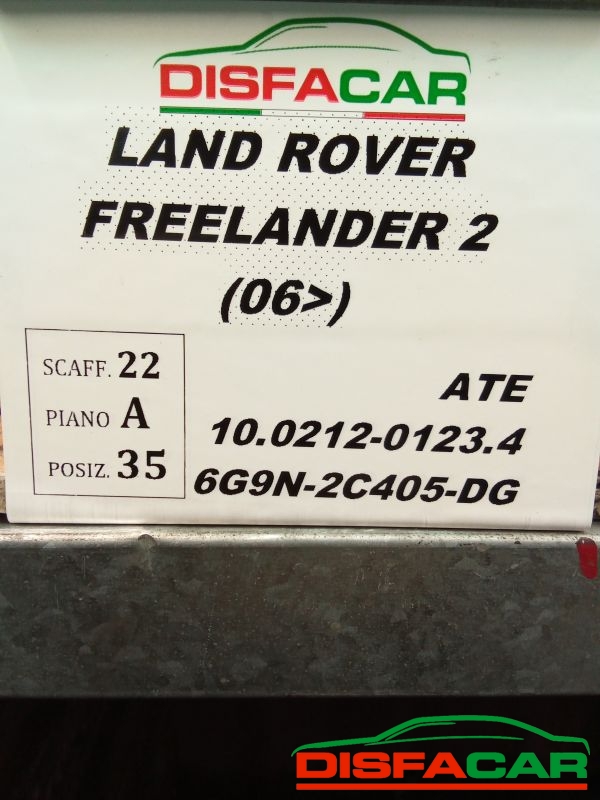 DISFACAR
LAND ROVER
FREELANDER 2
(06>)
SCAFF. 22
PIANO A
POSIZ. 35
ATE
10.0212-0123.4
6G9N-2C405-DG
DISFACAR